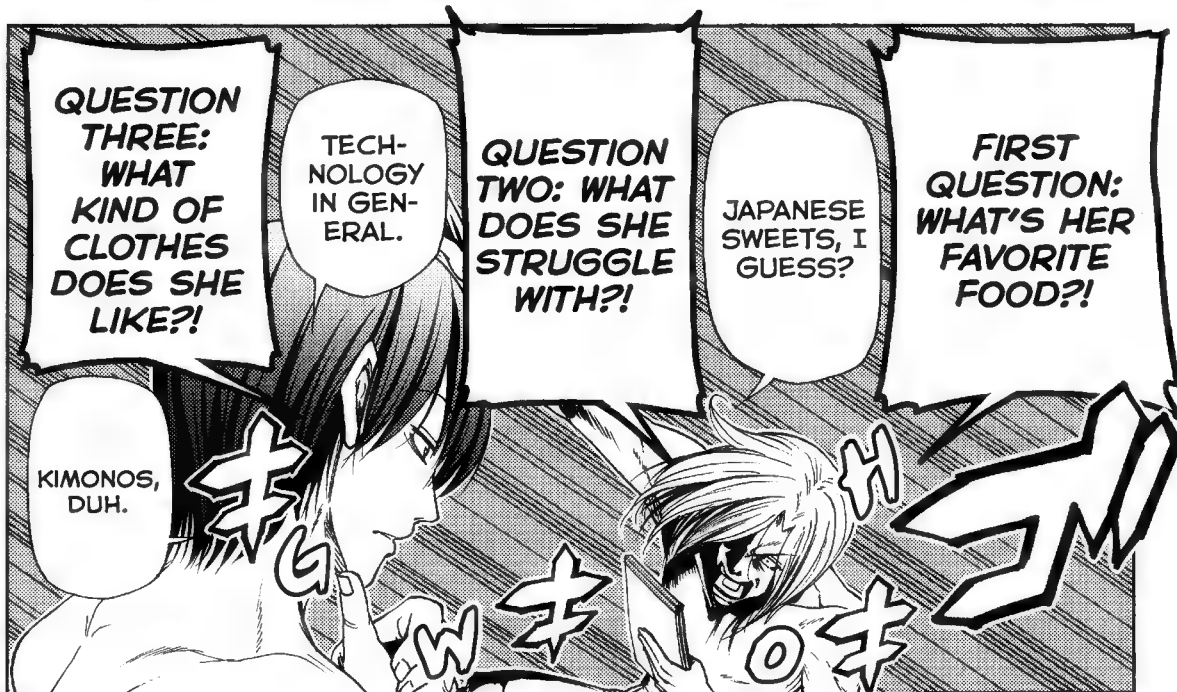 FIRST
QUESTION:
WHAT'S HER
FAVORITE
FOOD?!
JAPANESE
SWEETS, I
GUESS?
QUESTION
TWO: WHAT
DOES SHE
STRUGGLE
WITH?!
TECH-
NOLOGY
IN GEN-
ERAL.
QUESTION
THREE:
WHAT
KIND OF
CLOTHES
DOES SHE
LIKE?!
KIMONOS,
DUH.
GWOH